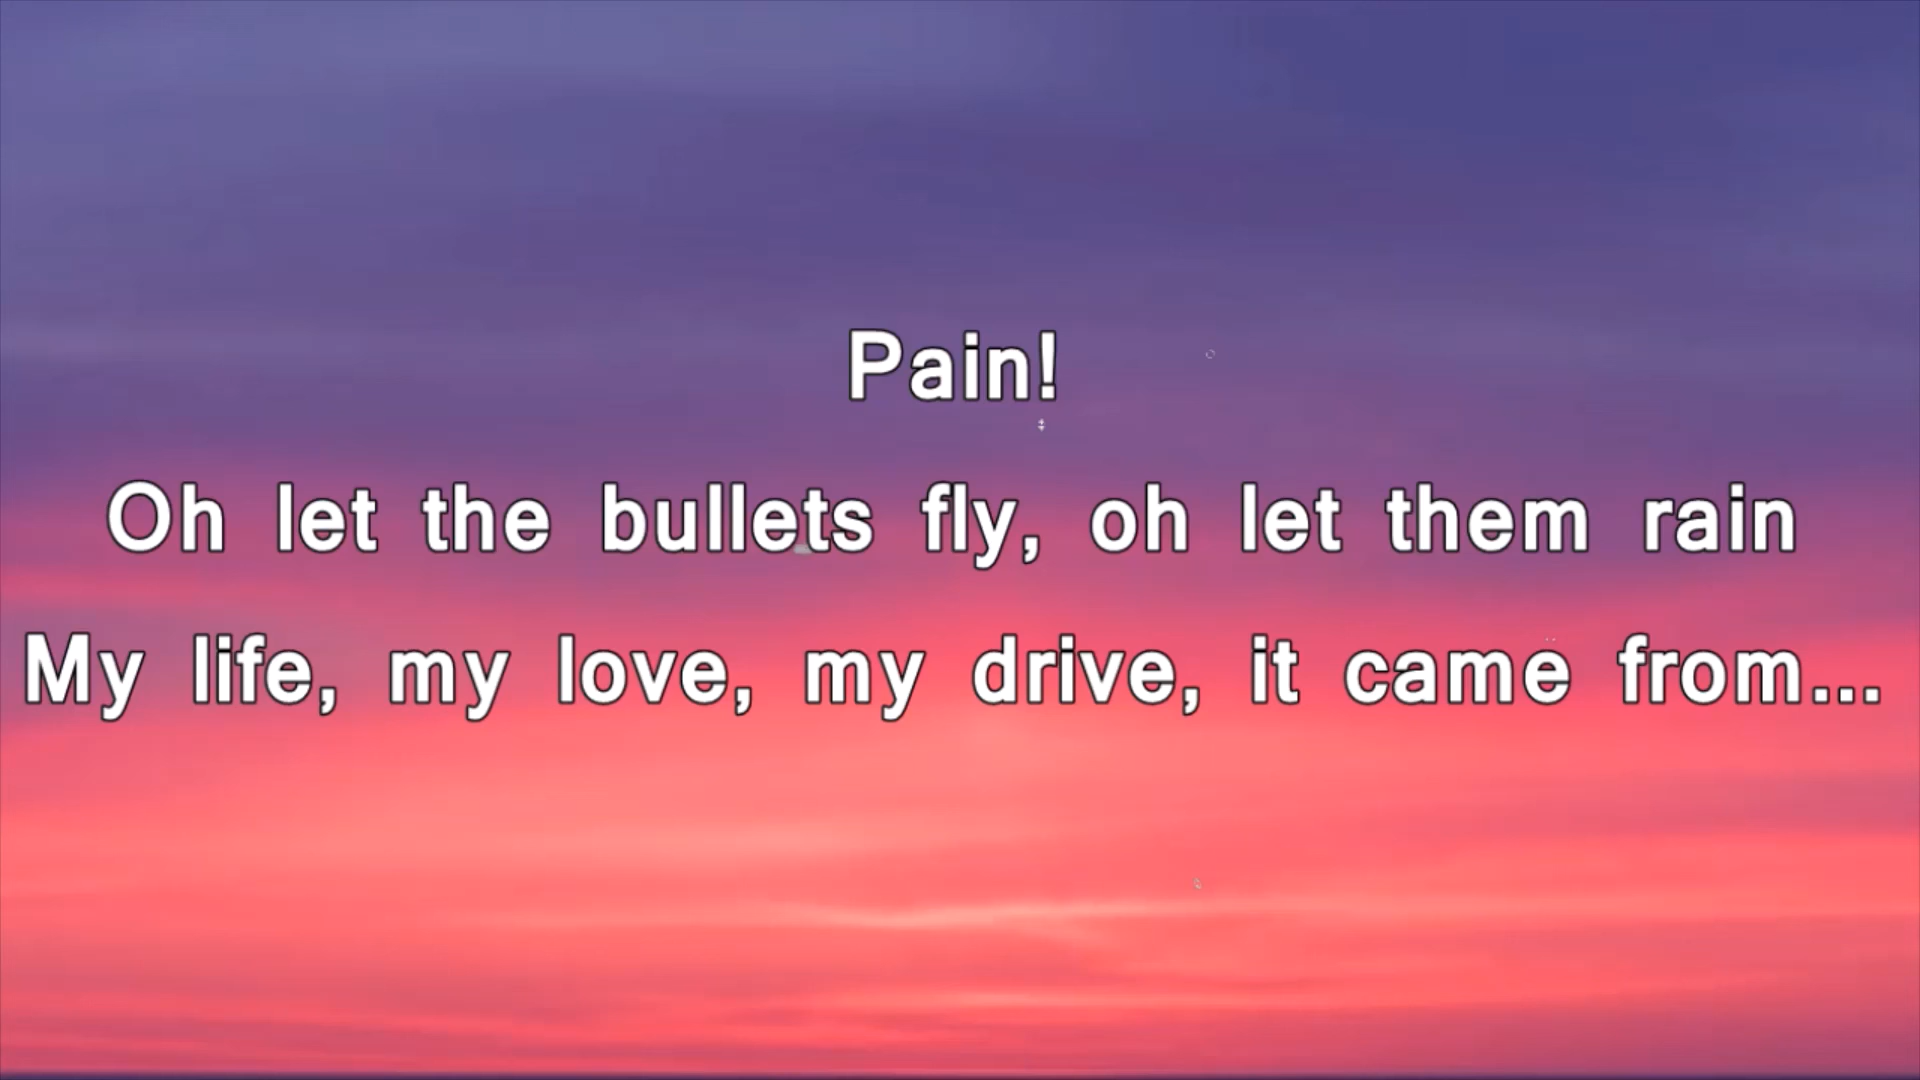 Pain!
Oh let the bullets fly, oh let them rain
My life, my love, my drive, it came from...